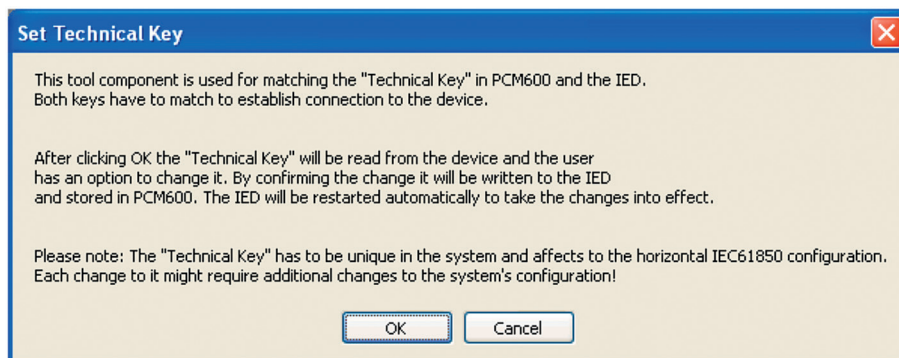 Set Technical Key
This tool component is used for matching the "Technical Key" in PCM600 and the IED.
Both keys have to match to establish connection to the device.
After clicking OK the "Technical Key" will be read from the device and the user
has an option to change it. By confirming the change it will be written to the IED
and stored in PCM600. The IED will be restarted automatically to take the changes into effect.
Please note: The "Technical Key" has to be unique in the system and affects to the horizontal IEC61850 configuration.
Each change to it might require additional changes to the system's configuration!
OK Cancel